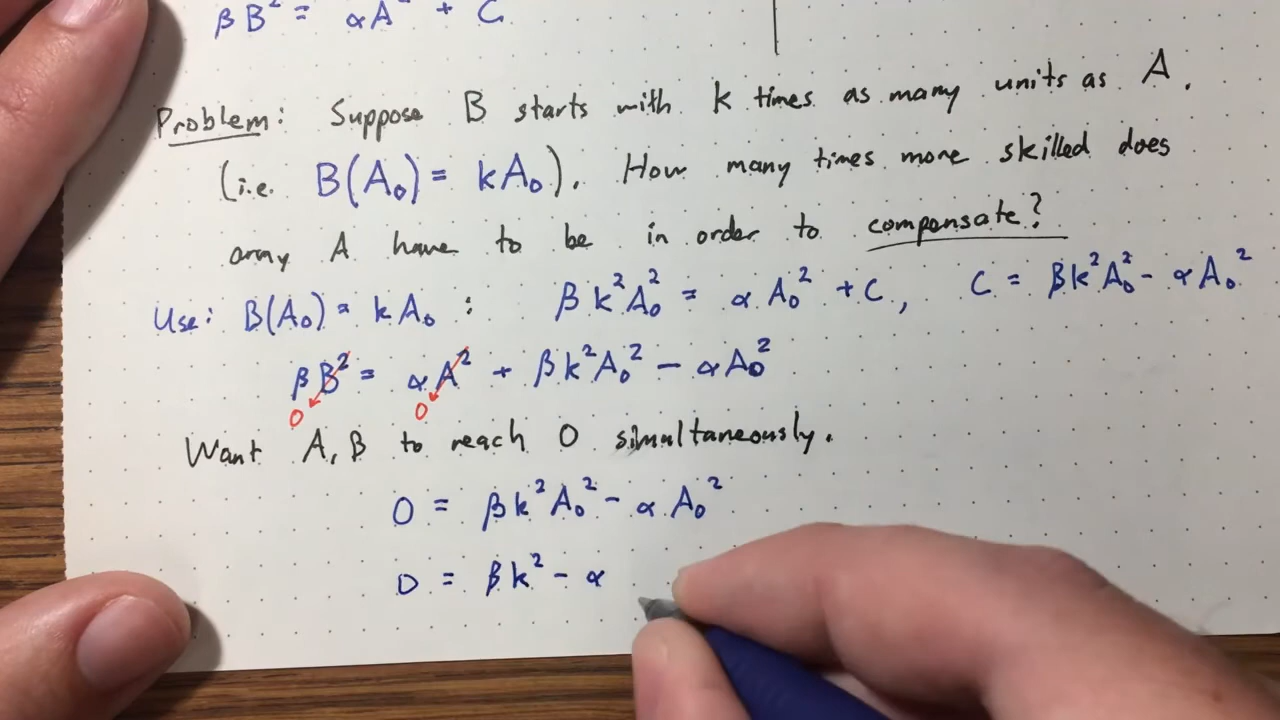 βB² = αA² + C
Problem: Suppose B starts with k times as many units as A.
(i.e. B(A₀) = kA₀). How many times more skilled does
army A have to be in order to compensate?
Use: B(A₀) = kA₀ : βk²A₀² = αA₀² + C, C = βk²A₀² - αA₀²
βB² = αA² + βk²A₀² - αA₀²
0 0
Want A, B to reach 0 simultaneously.
0 = βk²A₀² - αA₀²
0 = βk² - α